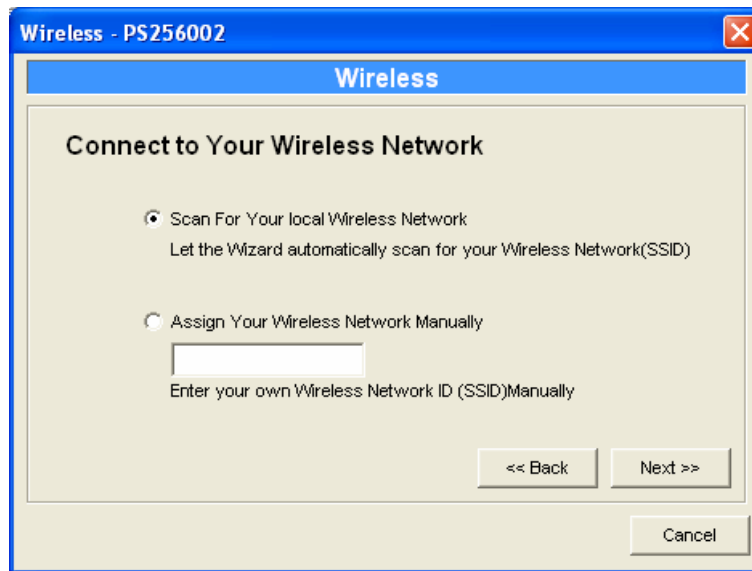 Wireless - PS256002
Wireless
Connect to Your Wireless Network
Scan For Your local Wireless Network
Let the Wizard automatically scan for your Wireless Network(SSID)
Assign Your Wireless Network Manually
Enter your own Wireless Network ID (SSID)Manually
<< Back
Next >>
Cancel